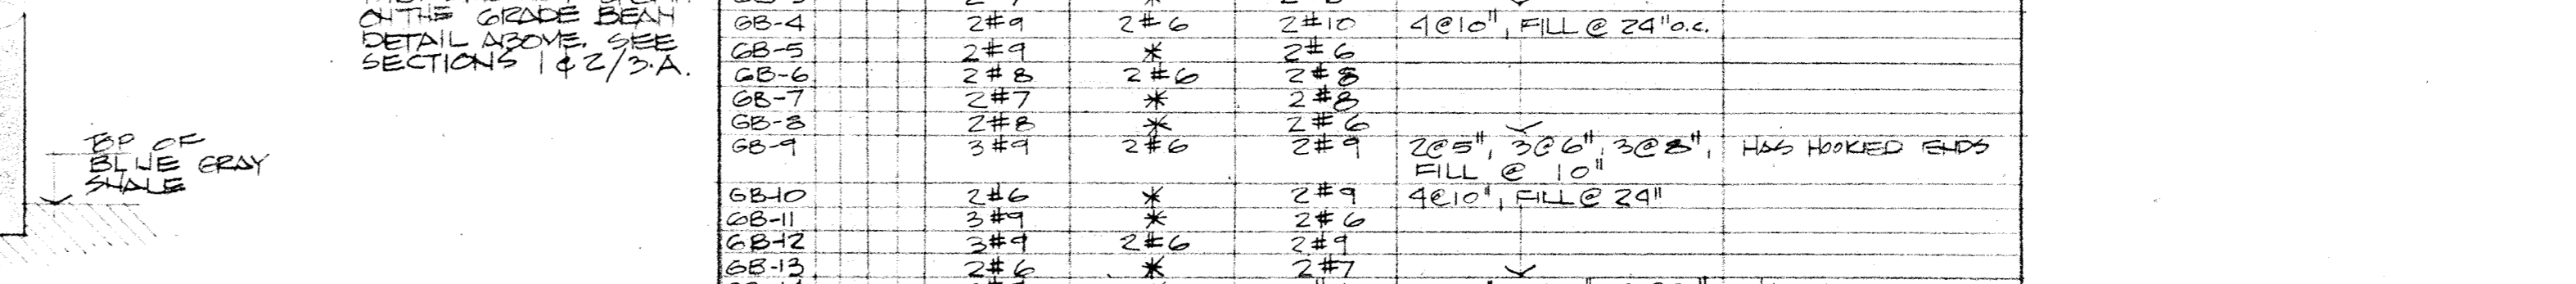 ON THE GRADE BEAM
DETAIL ABOVE. SEE
SECTIONS 1 & 2/3.A.
TOP OF
BLUE GRAY
SHALE
GB-4 2#9 2#6 2#10 4@10", FILL @ 24"o.c.
GB-5 2#9 * 2#6
GB-6 2#8 2#6 2#8
GB-7 2#7 * 2#8
GB-8 2#8 * 2#6
GB-9 3#9 2#6 2#9 2@5", 3@6", 3@8", HAS HOOKED ENDS
FILL @ 10"
GB-10 2#6 * 2#9 4@10", FILL @ 24"
GB-11 3#9 * 2#6
GB-12 3#9 2#6 2#9
GB-13 2#6 * 2#7